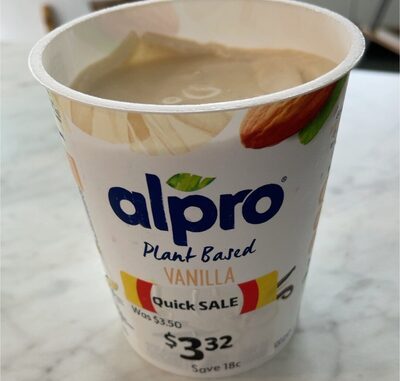 alpro
Plant Based
VANILLA
Quick SALE
Was $3.50
$3.32
Save 18c